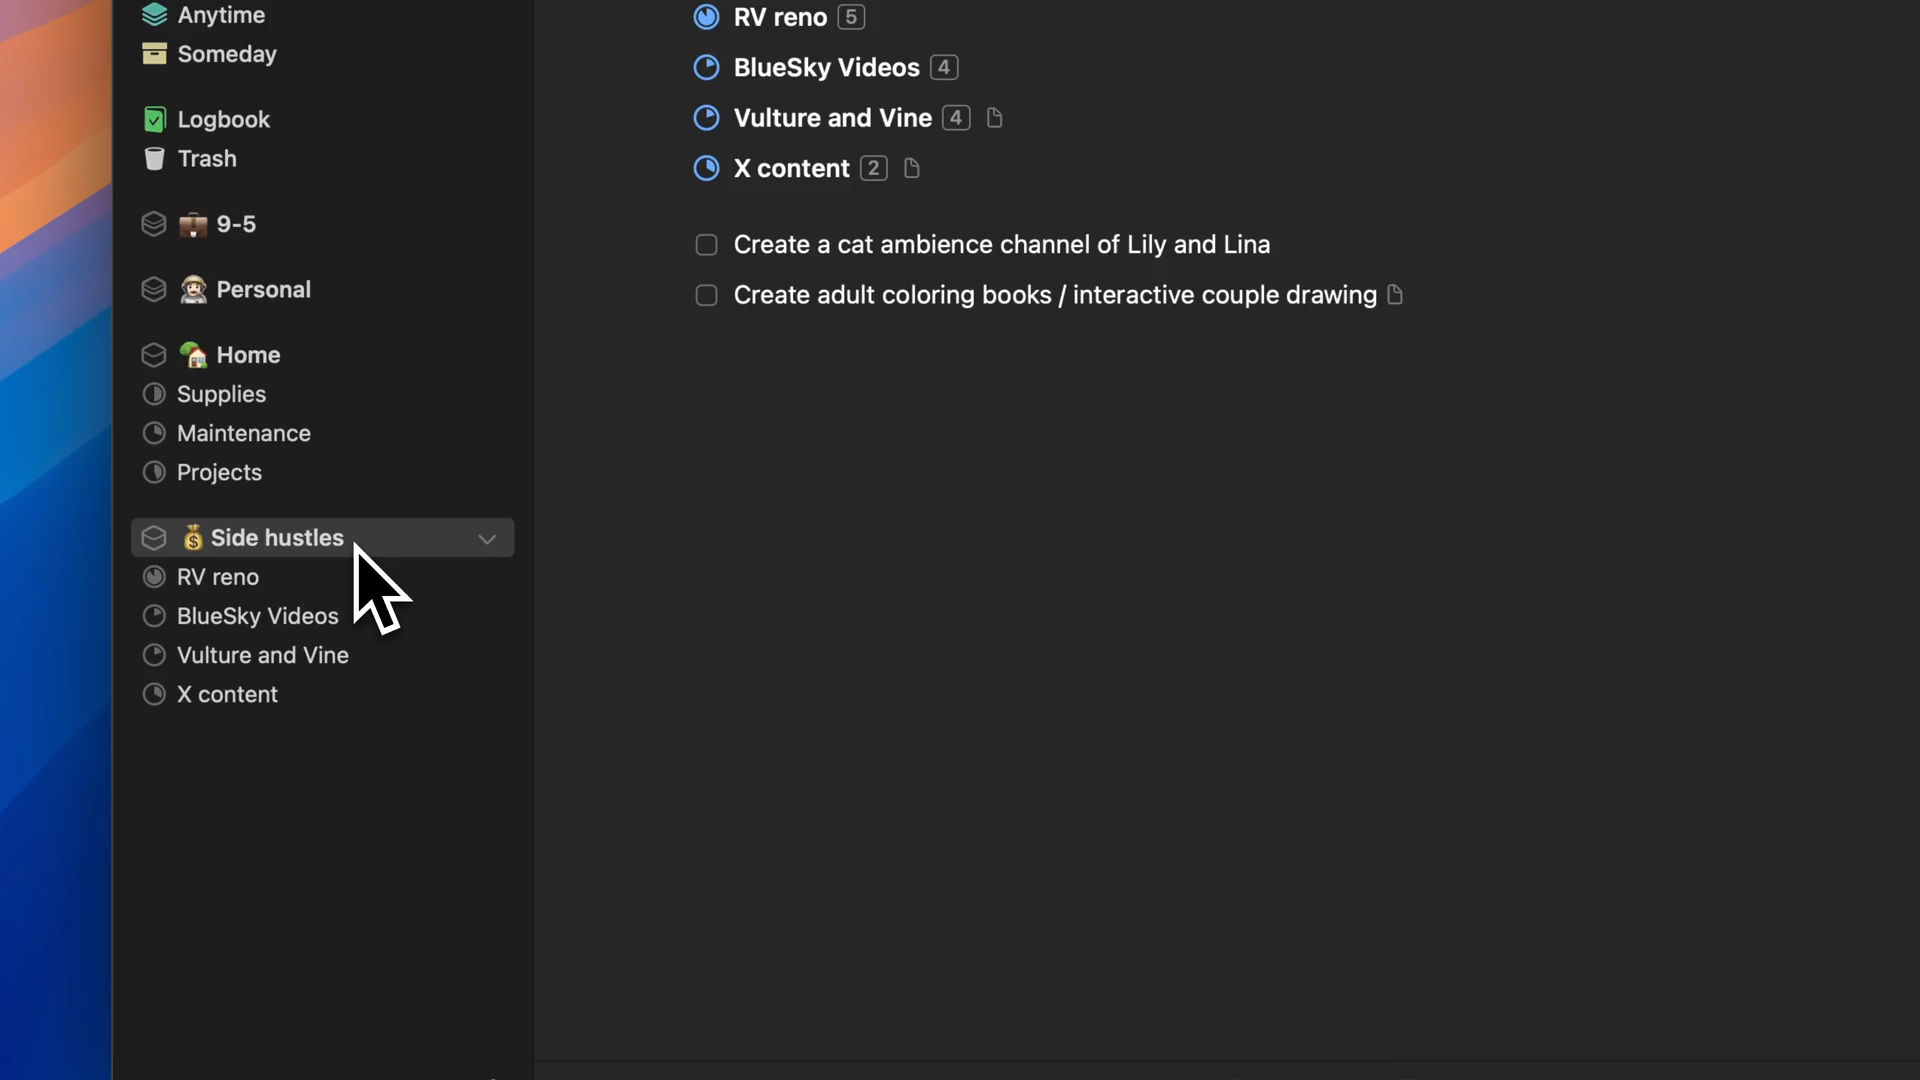 Anytime
Someday
Logbook
Trash
9-5
Personal
Home
Supplies
Maintenance
Projects
Side hustles
RV reno
BlueSky Videos
Vulture and Vine
X content
RV reno 5
BlueSky Videos 4
Vulture and Vine 4
X content 2
Create a cat ambience channel of Lily and Lina
Create adult coloring books / interactive couple drawing